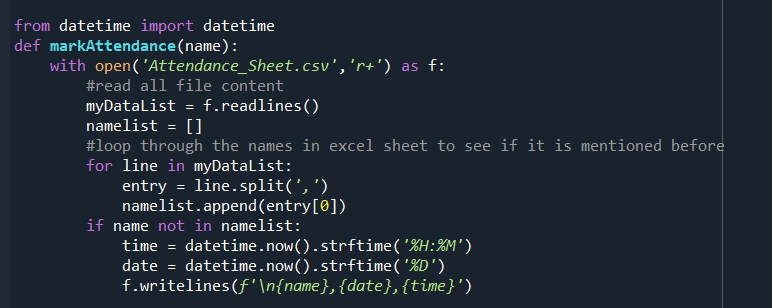 from datetime import datetime
def markAttendance(name):
    with open('Attendance_Sheet.csv','r+') as f:
        #read all file content
        myDataList = f.readlines()
        namelist = []
        #loop through the names in excel sheet to see if it is mentioned before
        for line in myDataList:
            entry = line.split(',')
            namelist.append(entry[0])
        if name not in namelist:
            time = datetime.now().strftime('%H:%M')
            date = datetime.now().strftime('%D')
            f.writelines(f'\n{name},{date},{time}')